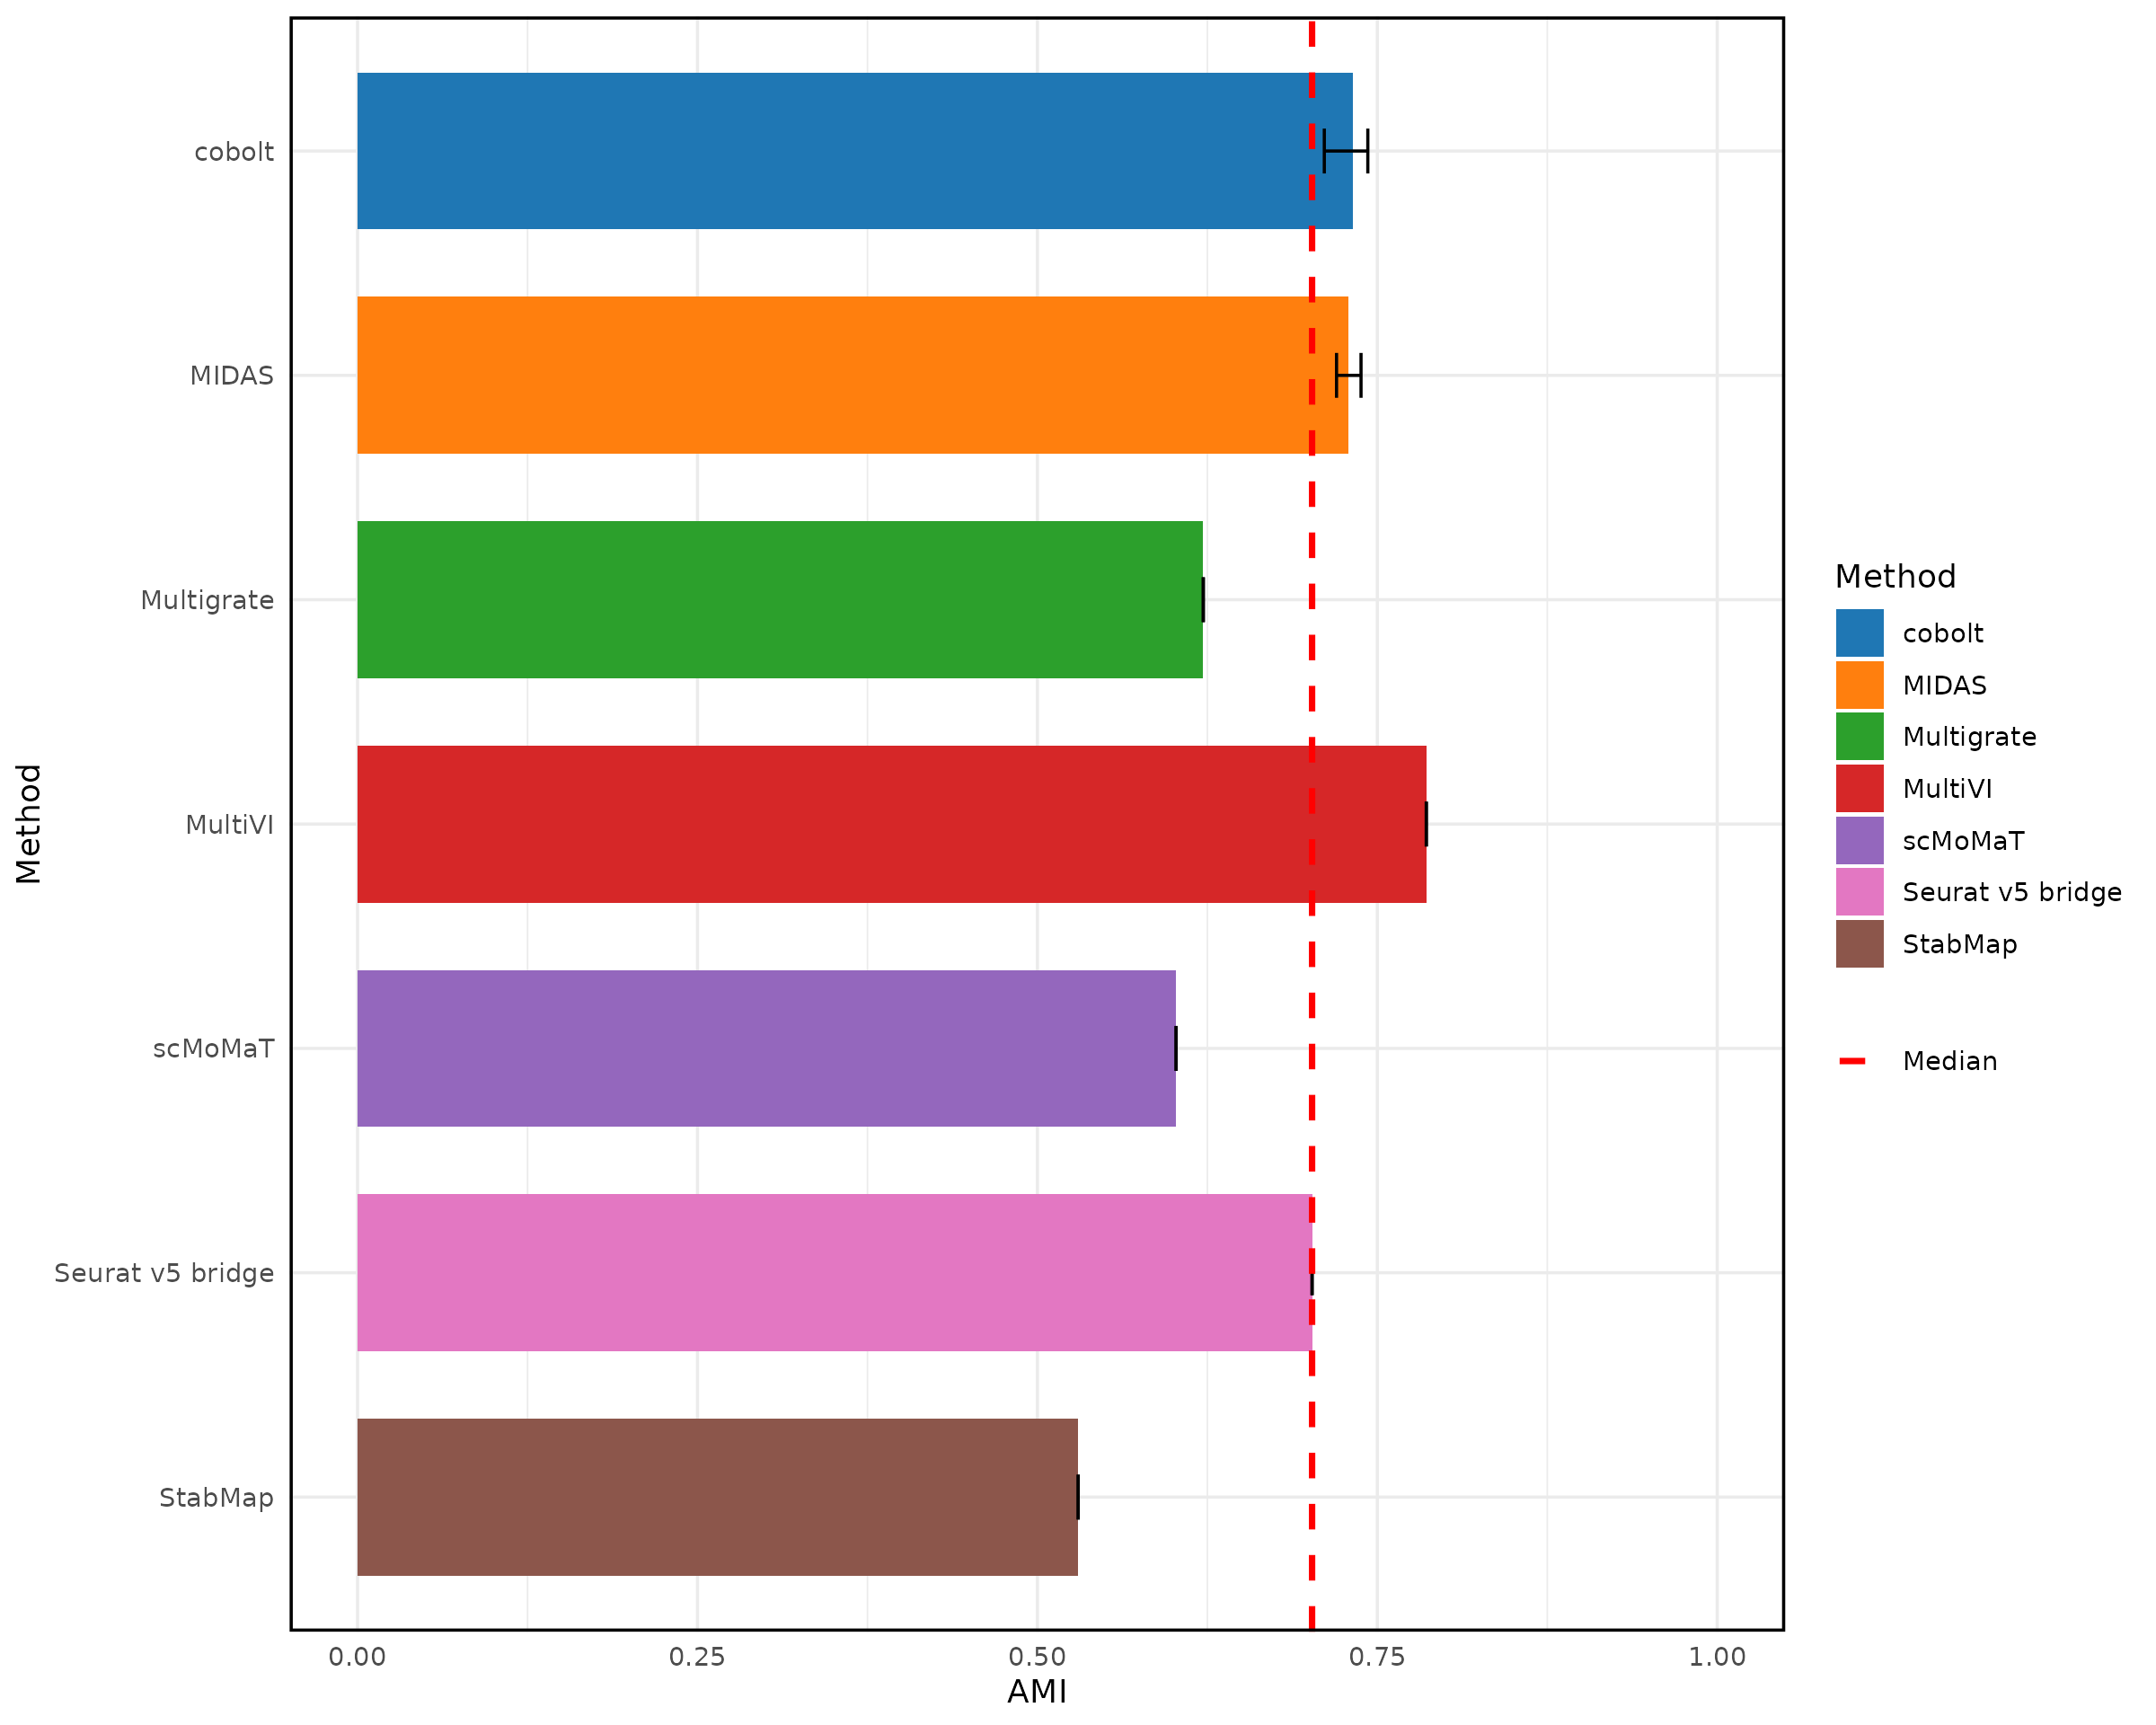 Method
cobolt
MIDAS
Multigrate
MultiVI
scMoMaT
Seurat v5 bridge
StabMap
0.00
0.25
0.50
0.75
1.00
AMI
Method
cobolt
MIDAS
Multigrate
MultiVI
scMoMaT
Seurat v5 bridge
StabMap
Median